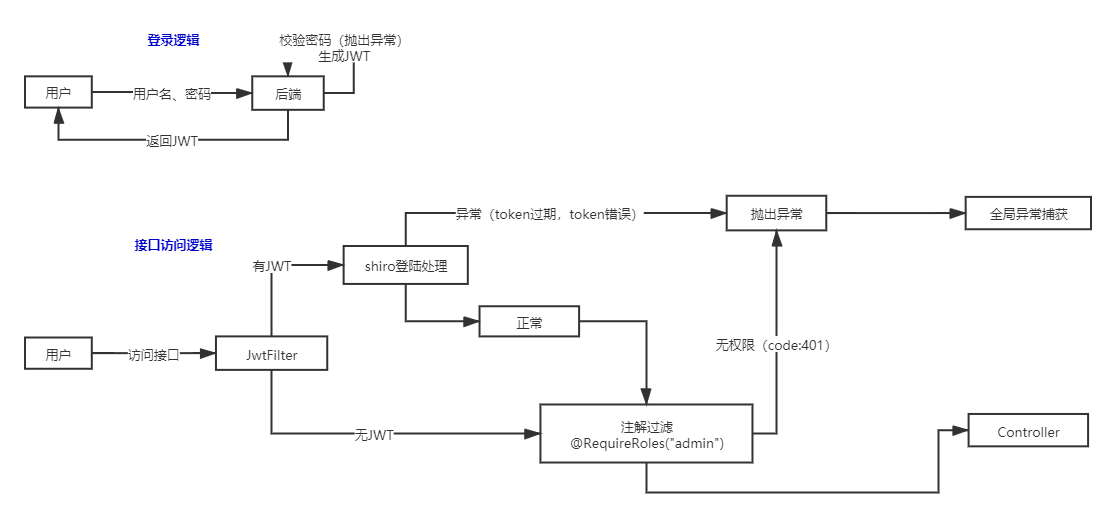 登录逻辑
校验密码（抛出异常）
生成JWT
用户
用户名、密码
后端
返回JWT
接口访问逻辑
异常（token过期，token错误）
抛出异常
全局异常捕获
有JWT
shiro登陆处理
正常
用户
访问接口
JwtFilter
无权限（code:401）
无JWT
注解过滤
@RequireRoles("admin")
Controller